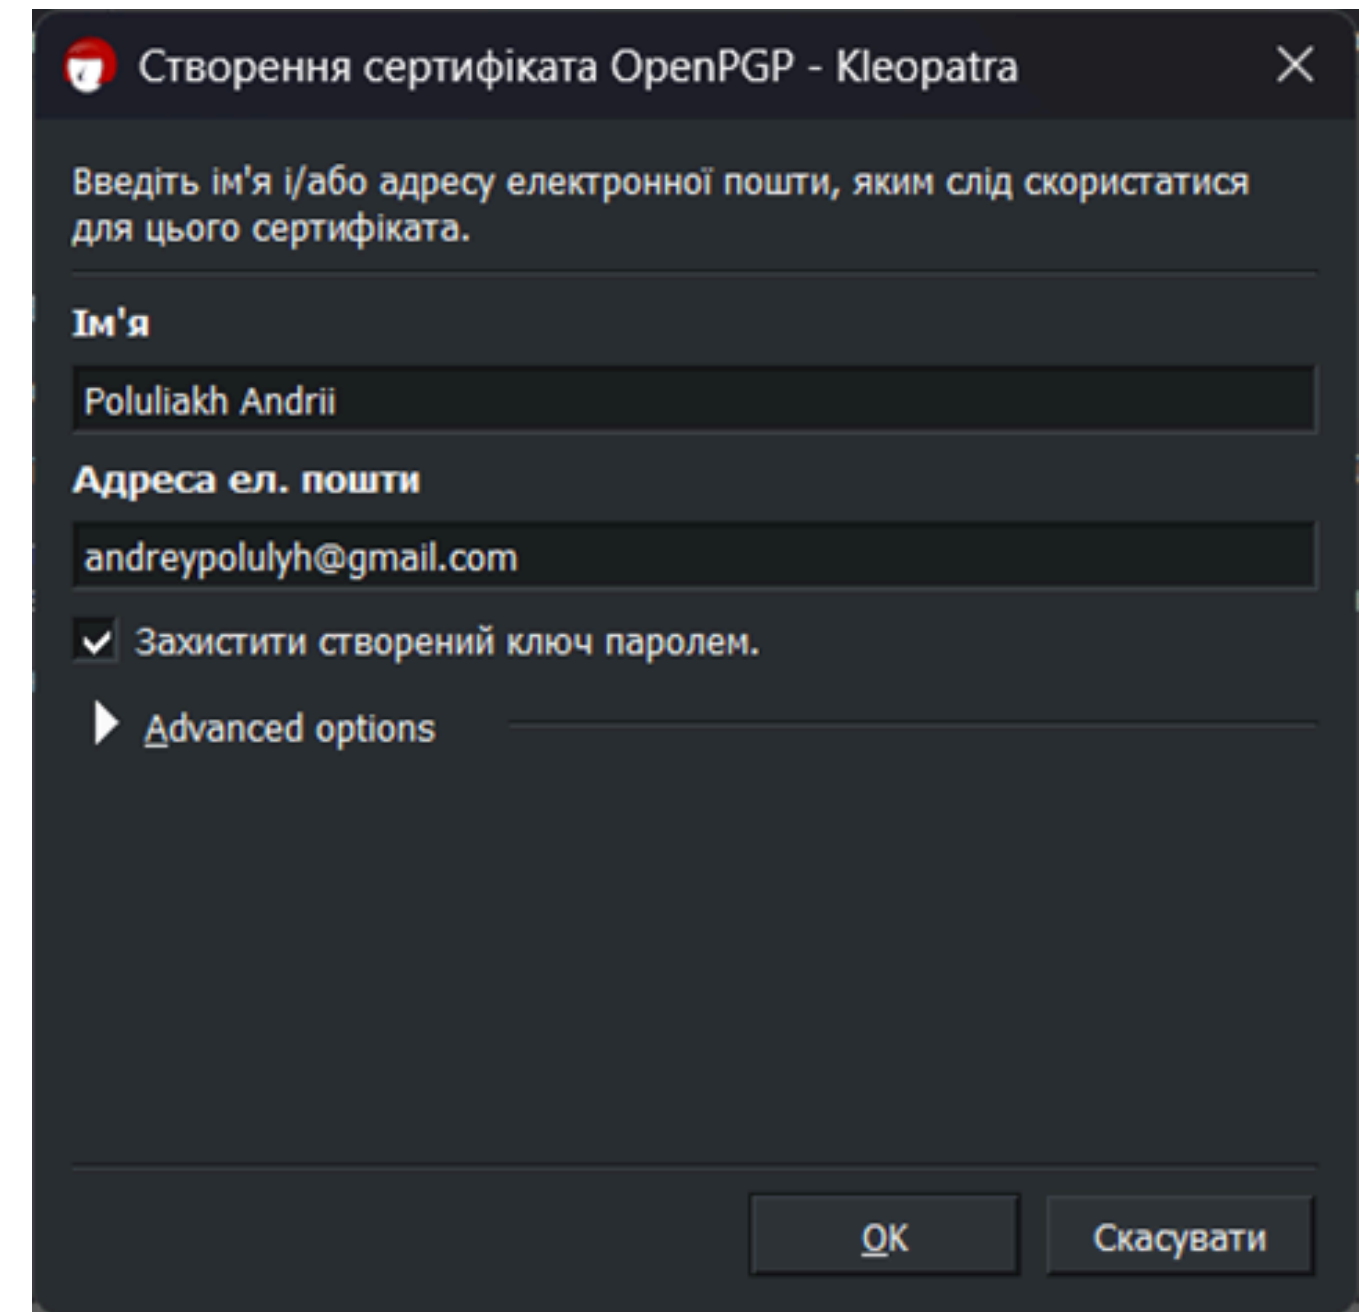 Створення сертифіката OpenPGP - Kleopatra
Введіть ім'я і/або адресу електронної пошти, яким слід скористатися
для цього сертифіката.
Ім'я
Poluliakh Andrii
Адреса ел. пошти
andreypolulyh@gmail.com
Захистити створений ключ паролем.
Advanced options
OK
Скасувати